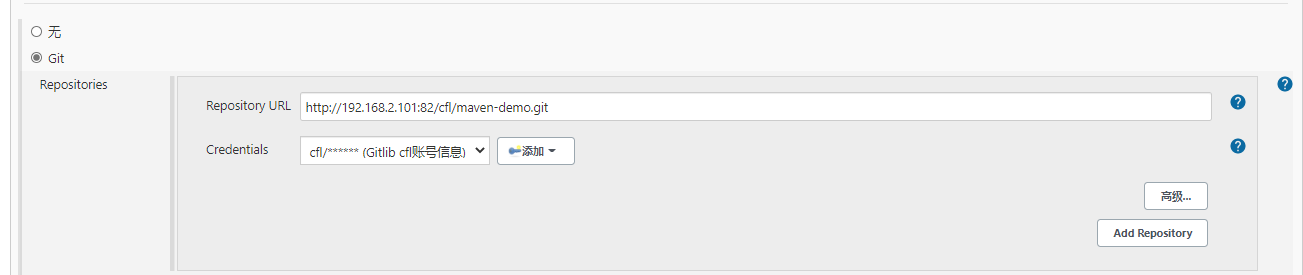 无
Git
Repositories
Repository URL http://192.168.2.101:82/cfl/maven-demo.git
Credentials cfl/****** (Gitlib cfl账号信息) 添加
高级...
Add Repository